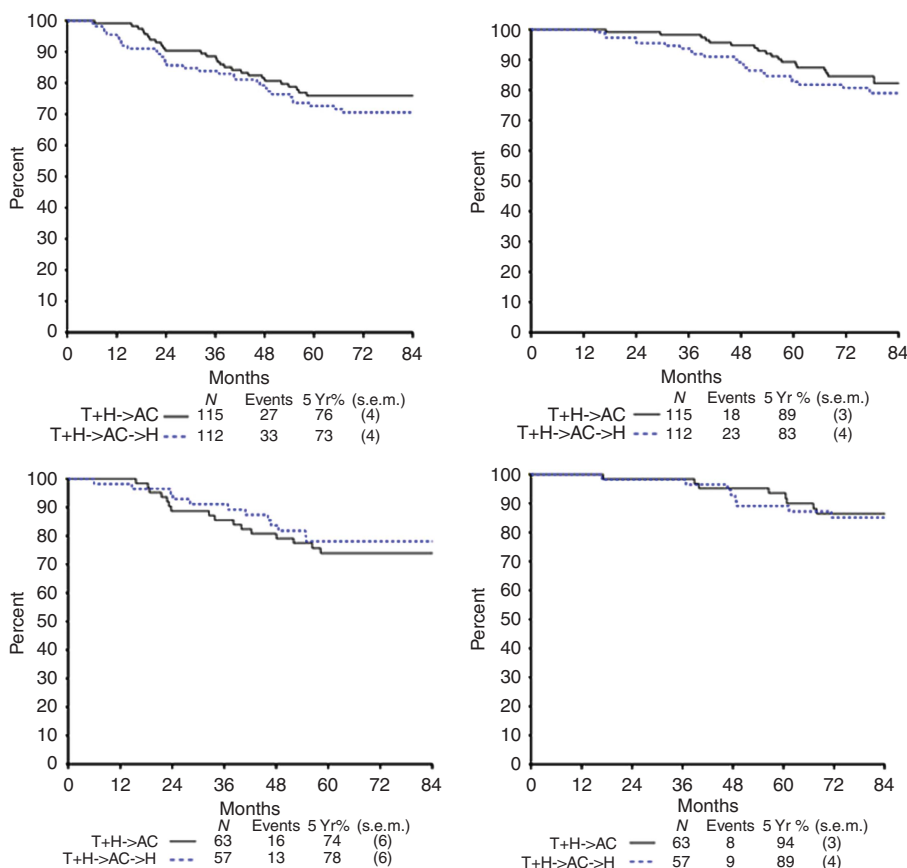 100
90
80
70
60
50
40
30
20
10
0
Percent
0 12 24 36 48 60 72 84
Months
N Events 5 Yr% (s.e.m.)
T+H->AC 115 27 76 (4)
T+H->AC->H 112 33 73 (4)
100
90
80
70
60
50
40
30
20
10
0
Percent
0 12 24 36 48 60 72 84
Months
N Events 5 Yr % (s.e.m.)
T+H->AC 115 18 89 (3)
T+H->AC->H 112 23 83 (4)
100
90
80
70
60
50
40
30
20
10
0
Percent
0 12 24 36 48 60 72 84
Months
N Events 5 Yr% (s.e.m.)
T+H->AC 63 16 74 (6)
T+H->AC->H 57 13 78 (6)
100
90
80
70
60
50
40
30
20
10
0
Percent
0 12 24 36 48 60 72 84
Months
N Events 5 Yr % (s.e.m.)
T+H->AC 63 8 94 (3)
T+H->AC->H 57 9 89 (4)